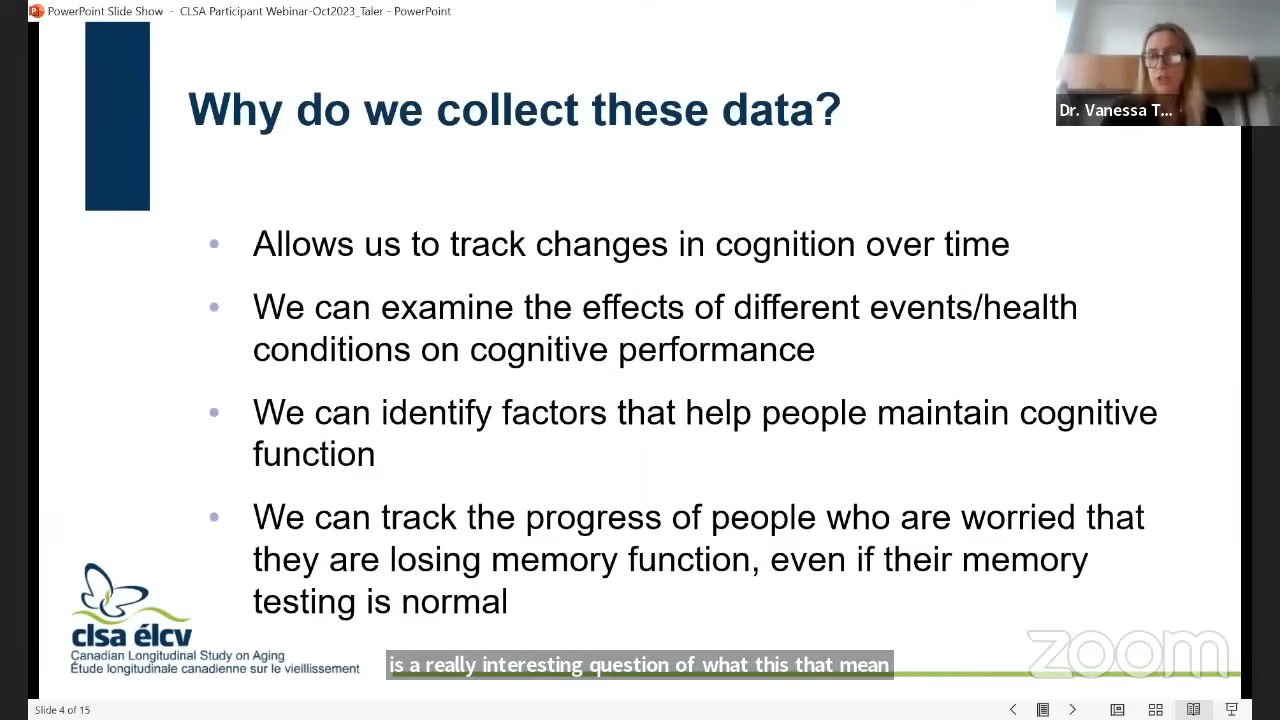 PowerPoint Slide Show - CLSA Participant Webinar-Oct2023_Taler - PowerPoint
Dr. Vanessa T...
Why do we collect these data?
• Allows us to track changes in cognition over time
• We can examine the effects of different events/health
conditions on cognitive performance
• We can identify factors that help people maintain cognitive
function
• We can track the progress of people who are worried that
they are losing memory function, even if their memory
testing is normal
clsa élcv
Canadian Longitudinal Study on Aging
Étude longitudinale canadienne sur le vieillissement
is a really interesting question of what this that mean
zoom
Slide 4 of 15